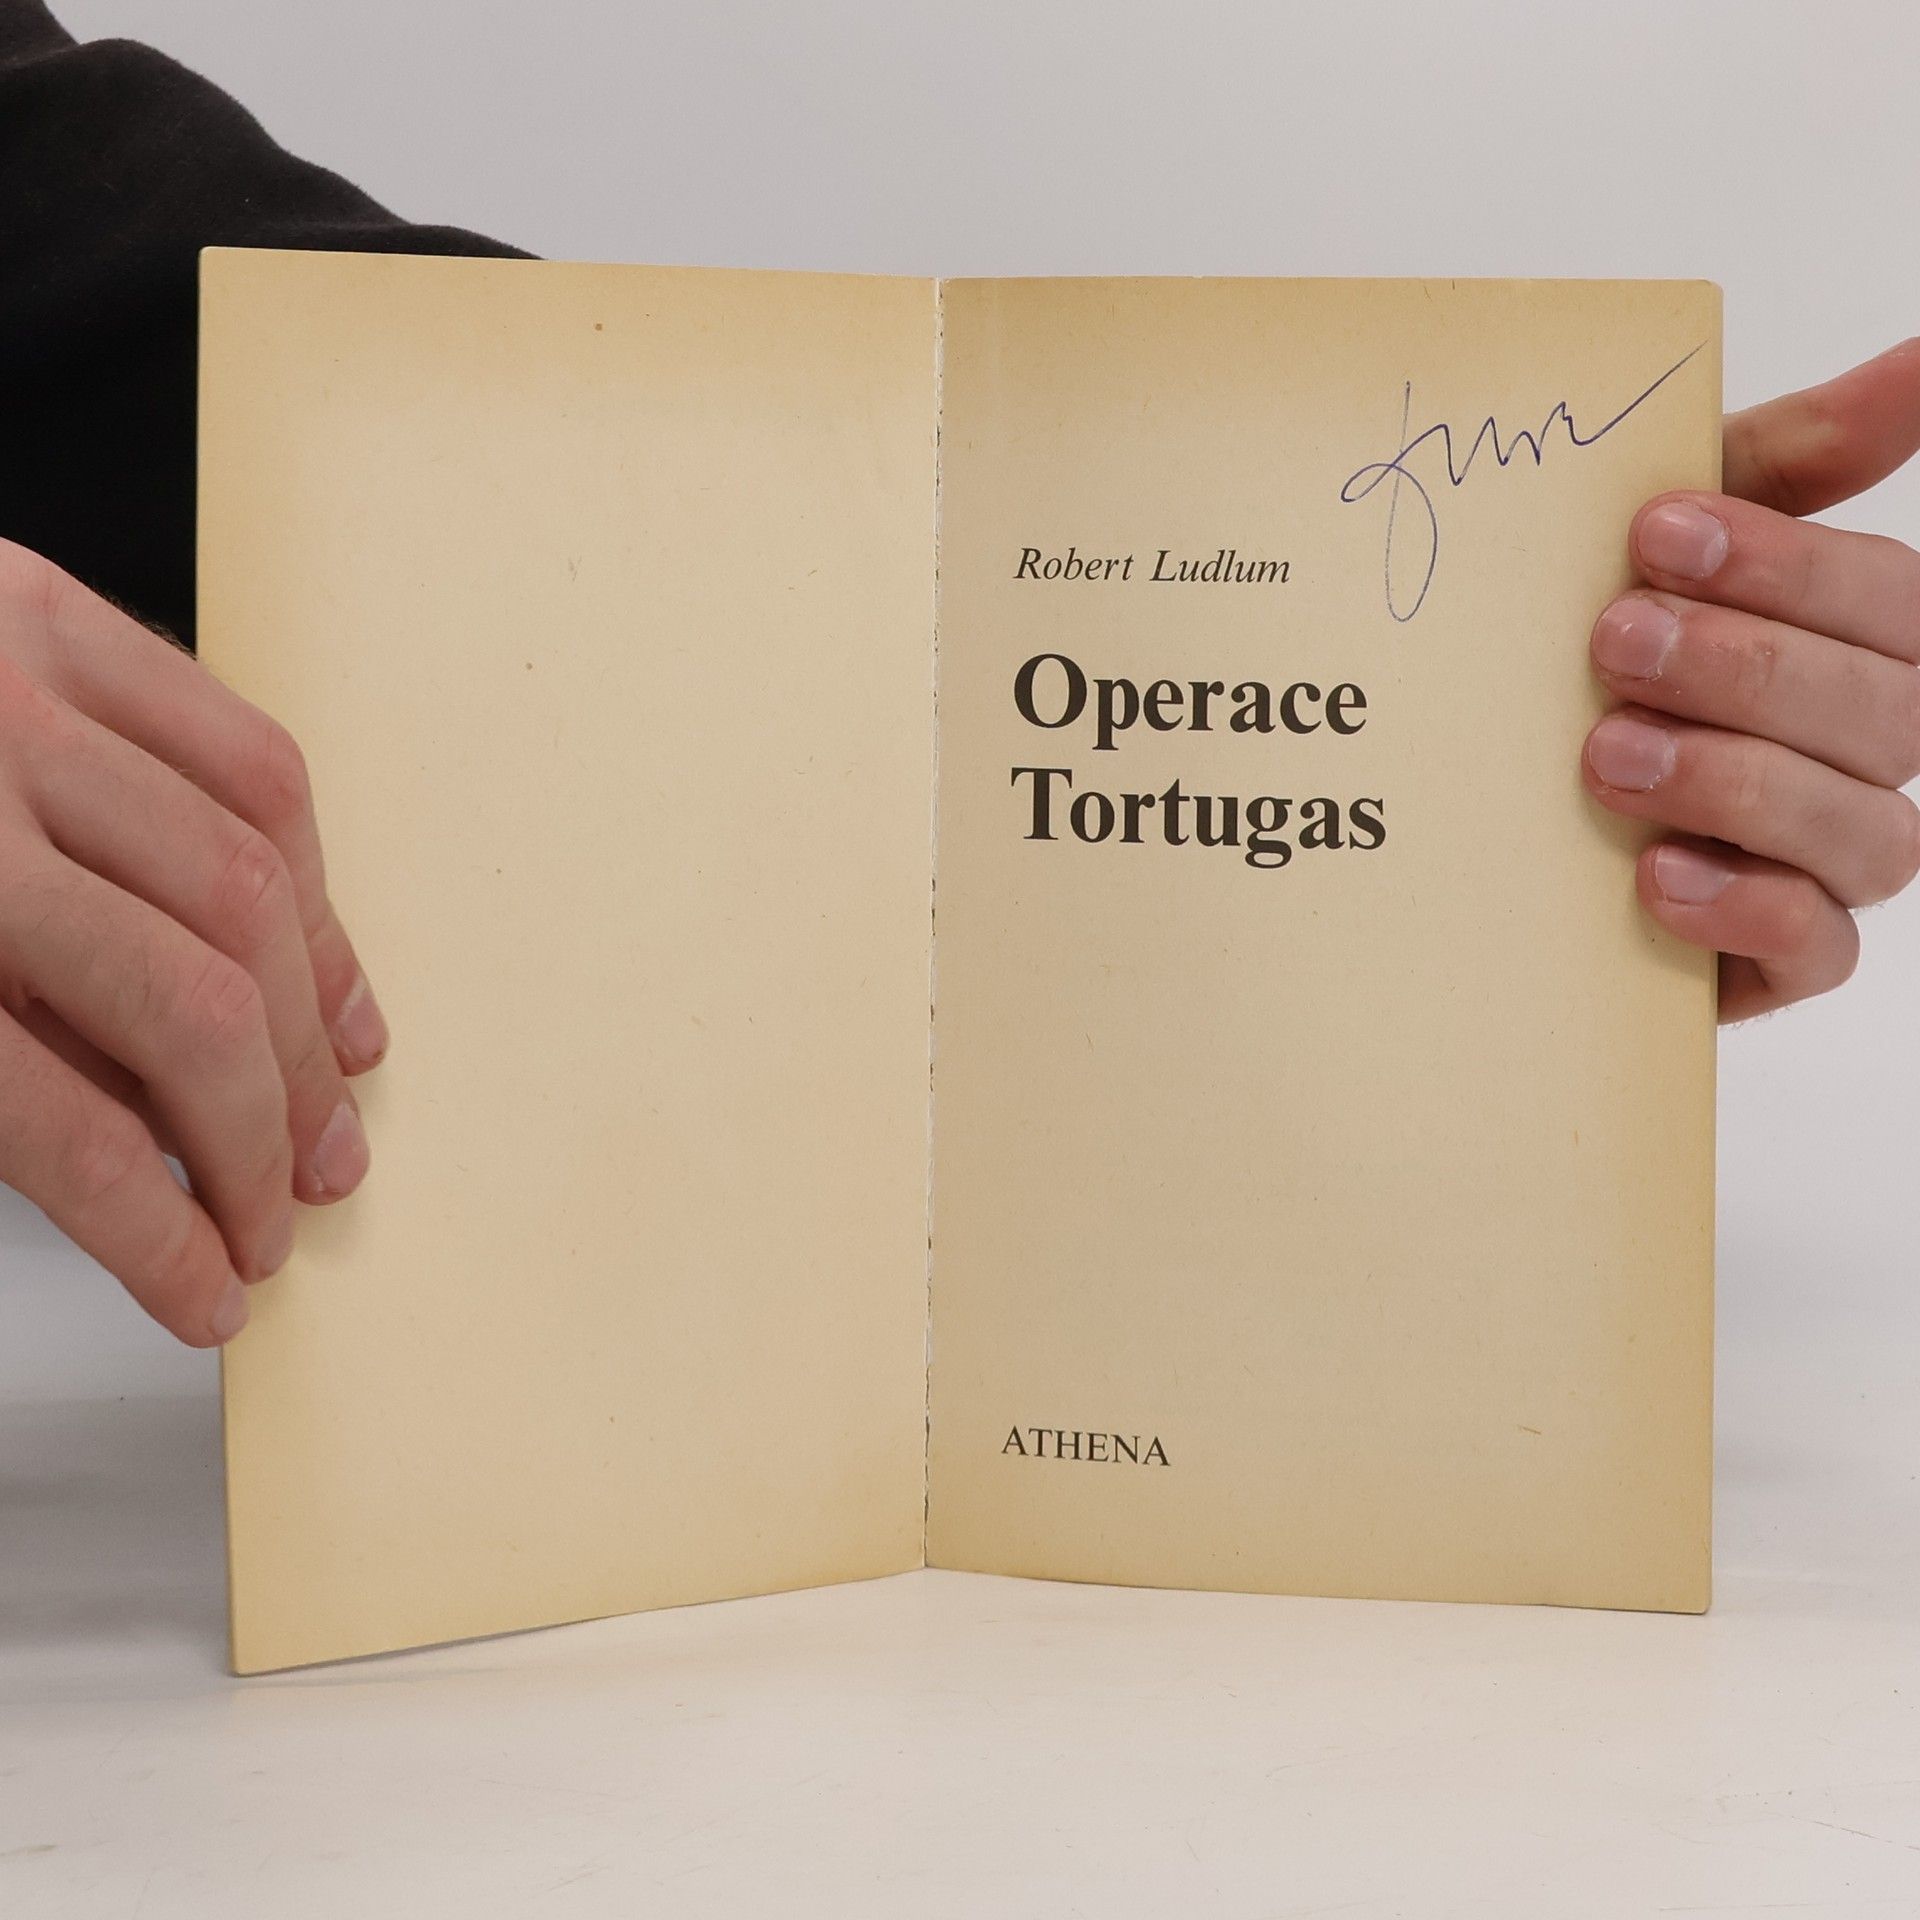 Robert Ludlum
Operace
Tortugas
ATHENA